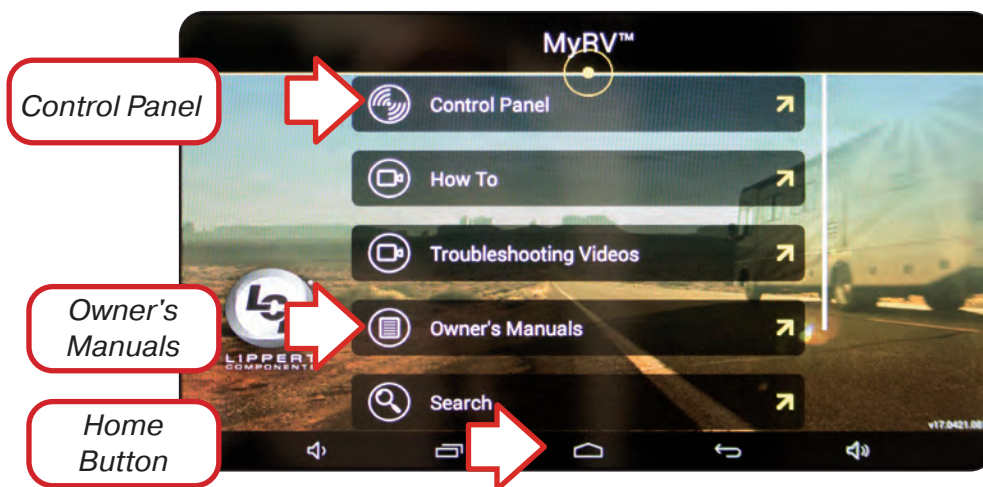 MyRV™
Control Panel
Control Panel
How To
Troubleshooting Videos
Owner's
Manuals
Owner's Manuals
LIPPERT
COMPONENTS
Search
Home
Button